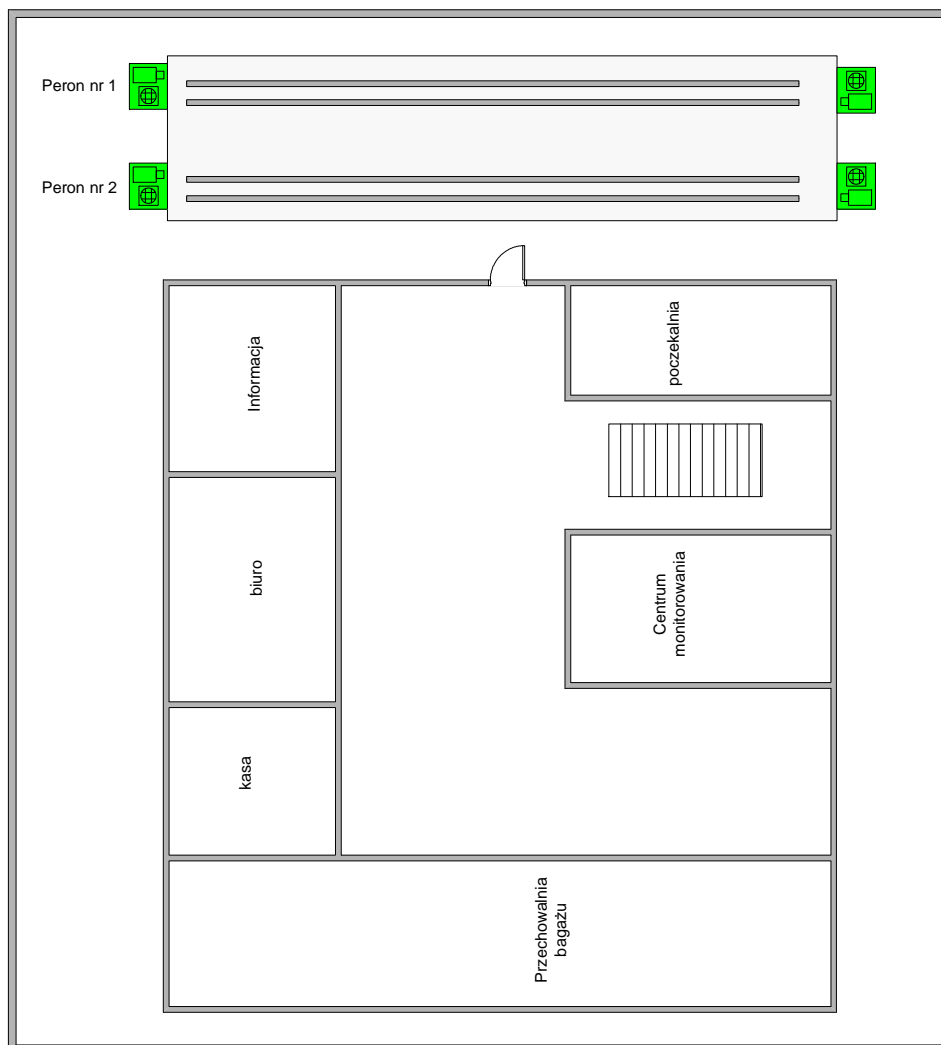 Peron nr 1
Peron nr 2
Informacja
poczekalnia
biuro
Centrum
monitorowania
kasa
Przechowalnia
bagażu